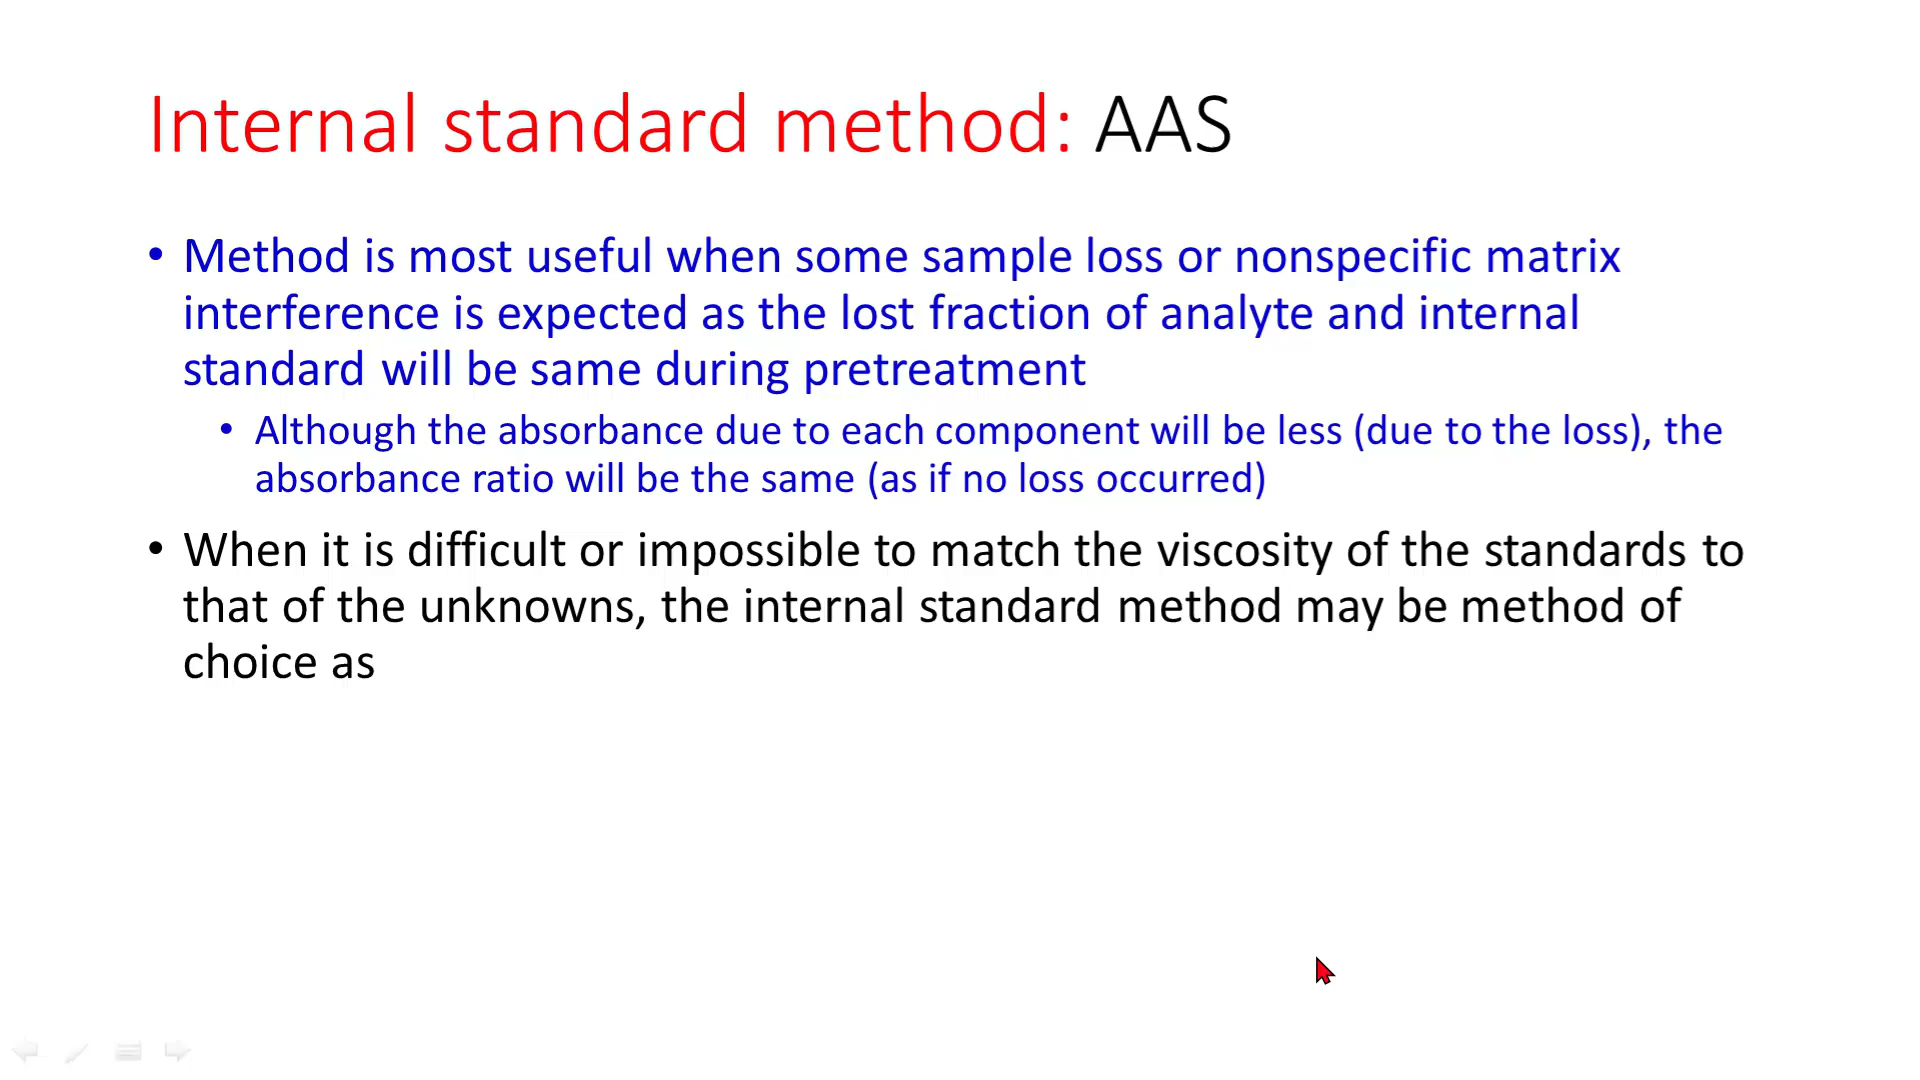 Internal standard method: AAS
• Method is most useful when some sample loss or nonspecific matrix
interference is expected as the lost fraction of analyte and internal
standard will be same during pretreatment
• Although the absorbance due to each component will be less (due to the loss), the
absorbance ratio will be the same (as if no loss occurred)
• When it is difficult or impossible to match the viscosity of the standards to
that of the unknowns, the internal standard method may be method of
choice as